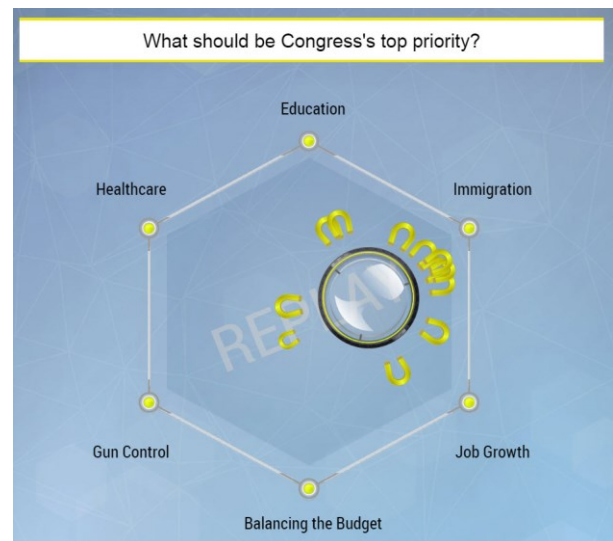 What should be Congress's top priority?
Education
Healthcare
Immigration
Gun Control
Job Growth
Balancing the Budget